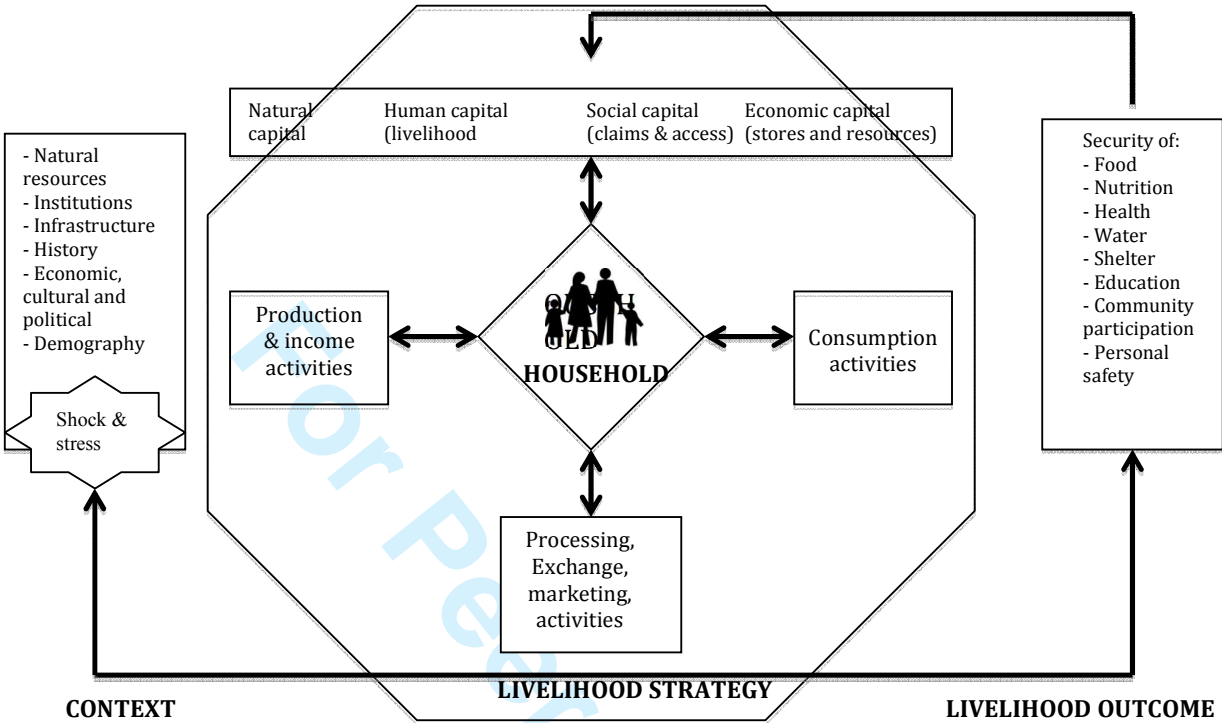 Natural
capital
Human capital
(livelihood
Social capital
(claims & access)
Economic capital
(stores and resources)
- Natural
resources
- Institutions
- Infrastructure
- History
- Economic,
cultural and
political
- Demography
Shock &
stress
Production
& income
activities
HOUSEHOLD
Consumption
activities
Processing,
Exchange,
marketing,
activities
Security of:
- Food
- Nutrition
- Health
- Water
- Shelter
- Education
- Community
participation
- Personal
safety
For Peer
CONTEXT
LIVELIHOOD STRATEGY
LIVELIHOOD OUTCOME